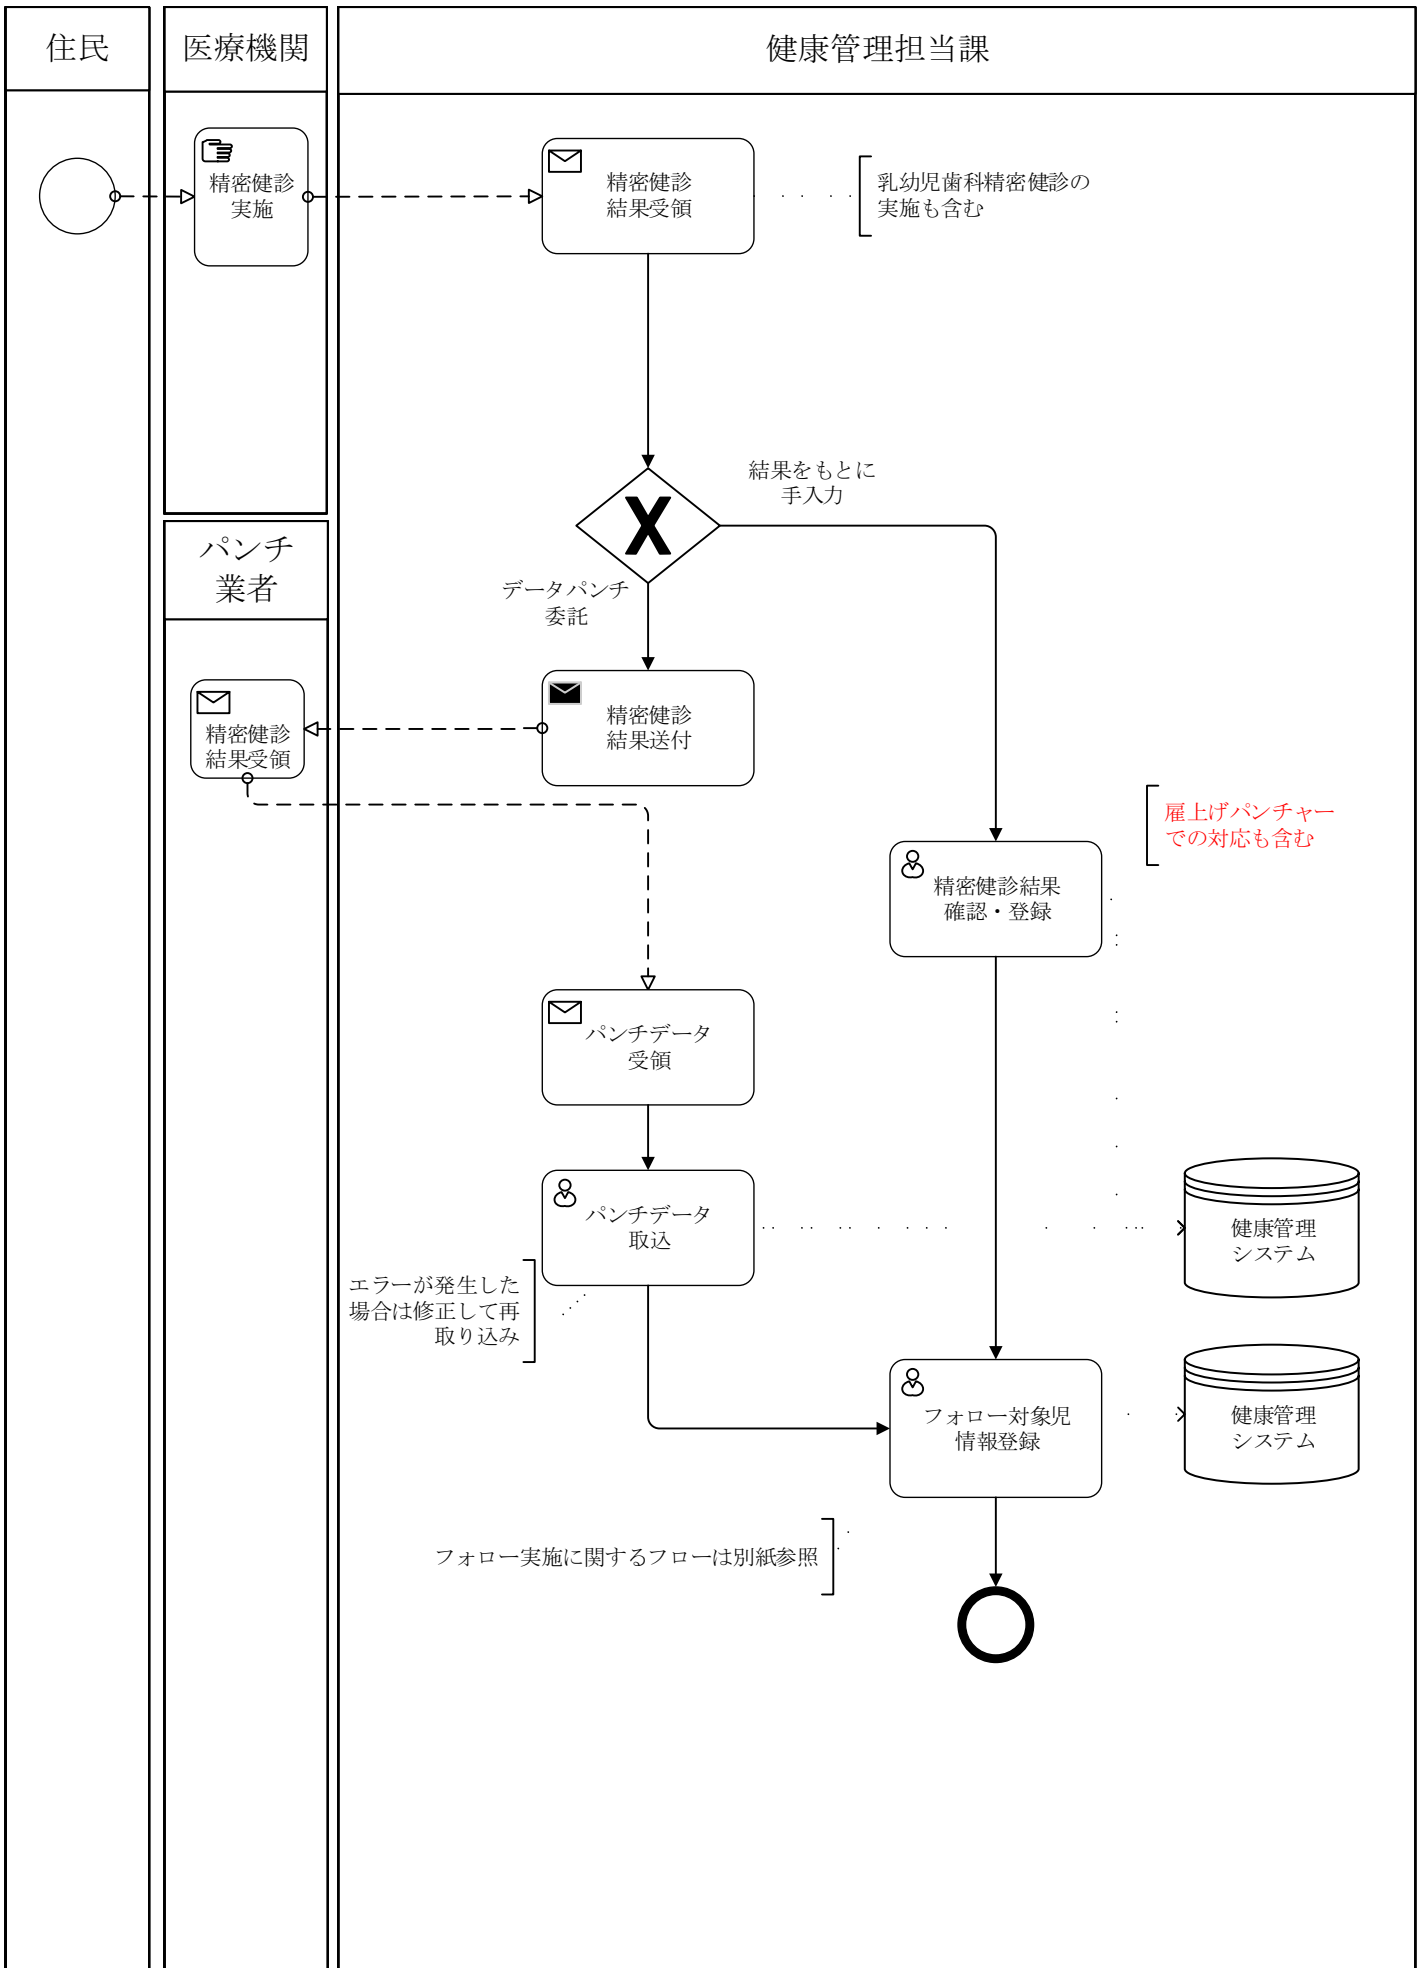 住民
医療機関
健康管理担当課
精密健診
実施
精密健診
結果受領
乳幼児歯科精密健診の
実施も含む
結果をもとに
手入力
パンチ
業者
データパンチ
委託
精密健診
結果受領
精密健診
結果送付
雇上げパンチャー
での対応も含む
精密健診結果
確認・登録
パンチデータ
受領
パンチデータ
取込
健康管理
システム
エラーが発生した
場合は修正して再
取り込み
フォロー対象児
情報登録
健康管理
システム
フォロー実施に関するフローは別紙参照